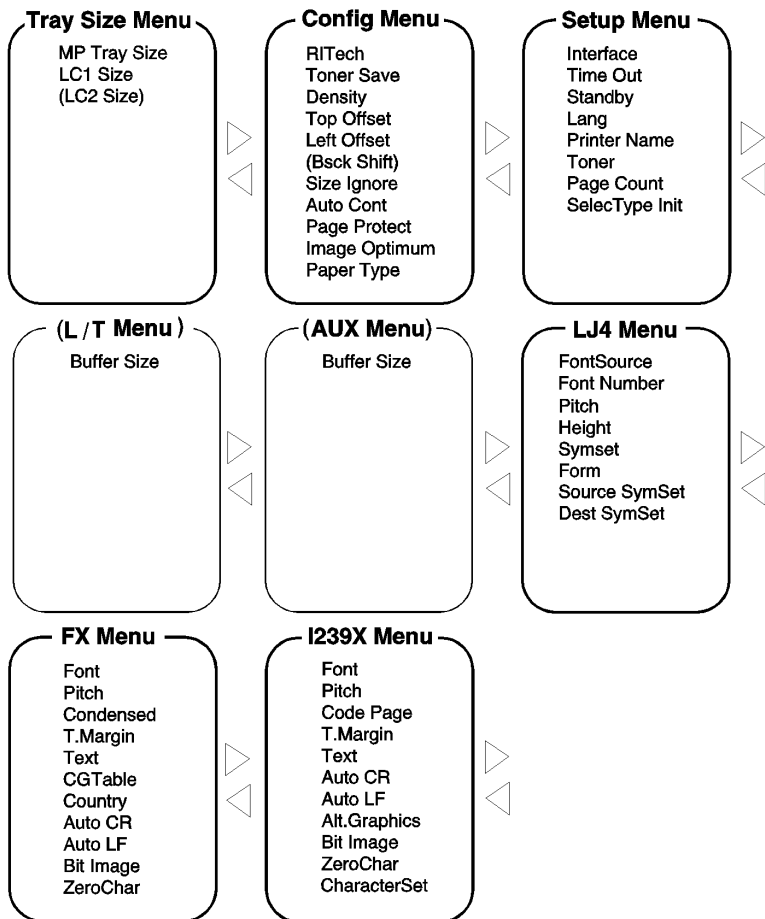 Tray Size Menu
MP Tray Size
LC1 Size
(LC2 Size)
Config Menu
RITech
Toner Save
Density
Top Offset
Left Offset
(Bsck Shift)
Size Ignore
Auto Cont
Page Protect
Image Optimum
Paper Type
Setup Menu
Interface
Time Out
Standby
Lang
Printer Name
Toner
Page Count
SelecType Init
(L /T Menu )
Buffer Size
(AUX Menu)
Buffer Size
LJ4 Menu
FontSource
Font Number
Pitch
Height
Symset
Form
Source SymSet
Dest SymSet
FX Menu
Font
Pitch
Condensed
T.Margin
Text
CGTable
Country
Auto CR
Auto LF
Bit Image
ZeroChar
I239X Menu
Font
Pitch
Code Page
T.Margin
Text
Auto CR
Auto LF
Alt.Graphics
Bit Image
ZeroChar
CharacterSet